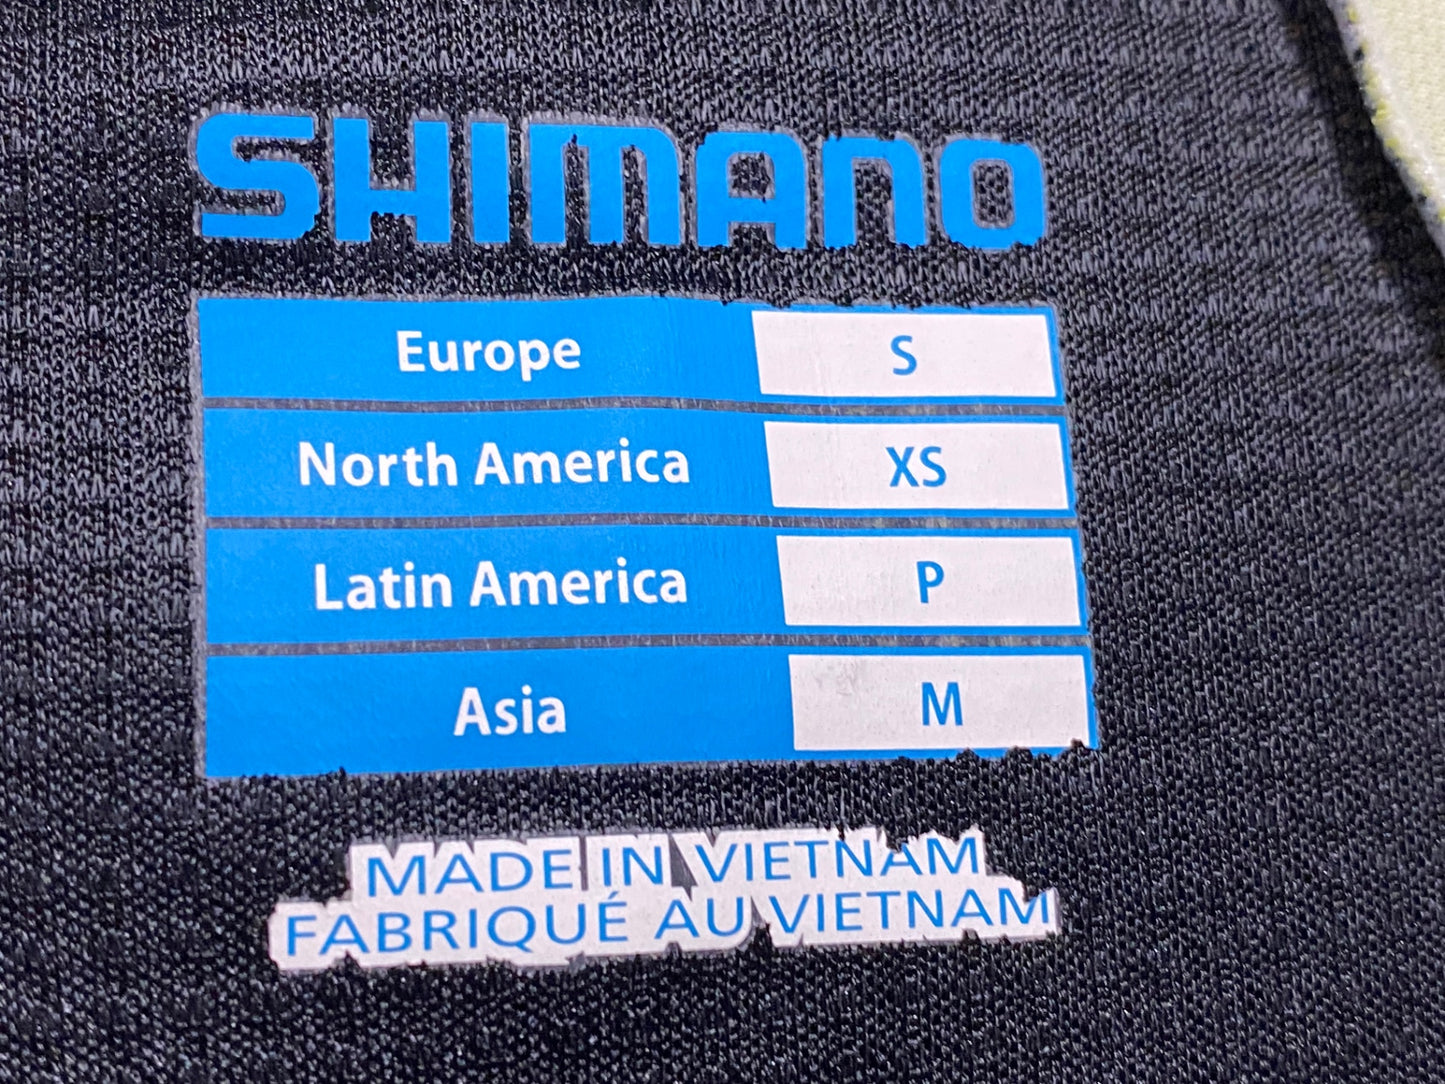 SHIMANO
Europe S
North America XS
Latin America P
Asia M
MADE IN VIETNAM
FABRIQUÉ AU VIETNAM